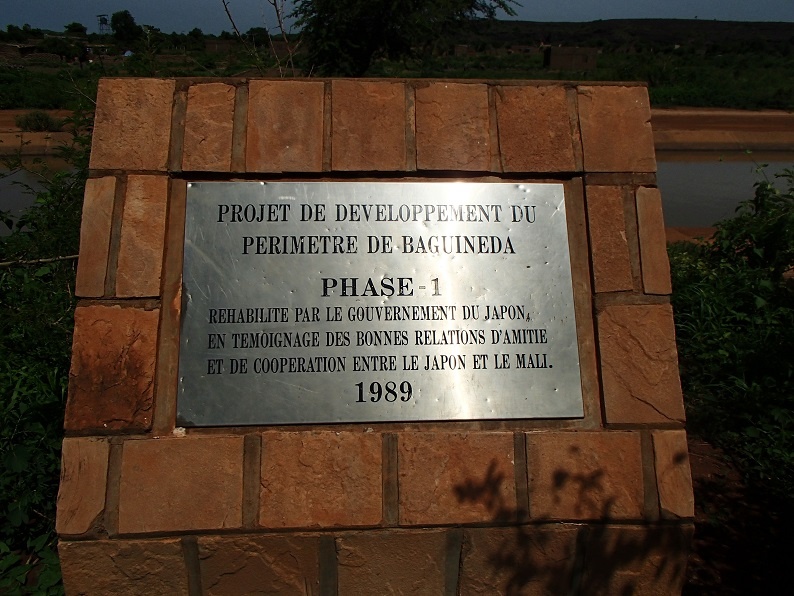 PROJET DE DEVELOPPEMENT DU
PERIMETRE DE BAGUINEDA
PHASE-1
REHABILITE PAR LE GOUVERNEMENT DU JAPON,
EN TEMOIGNAGE DES BONNES RELATIONS D'AMITIE
ET DE COOPERATION ENTRE LE JAPON ET LE MALI.
1989